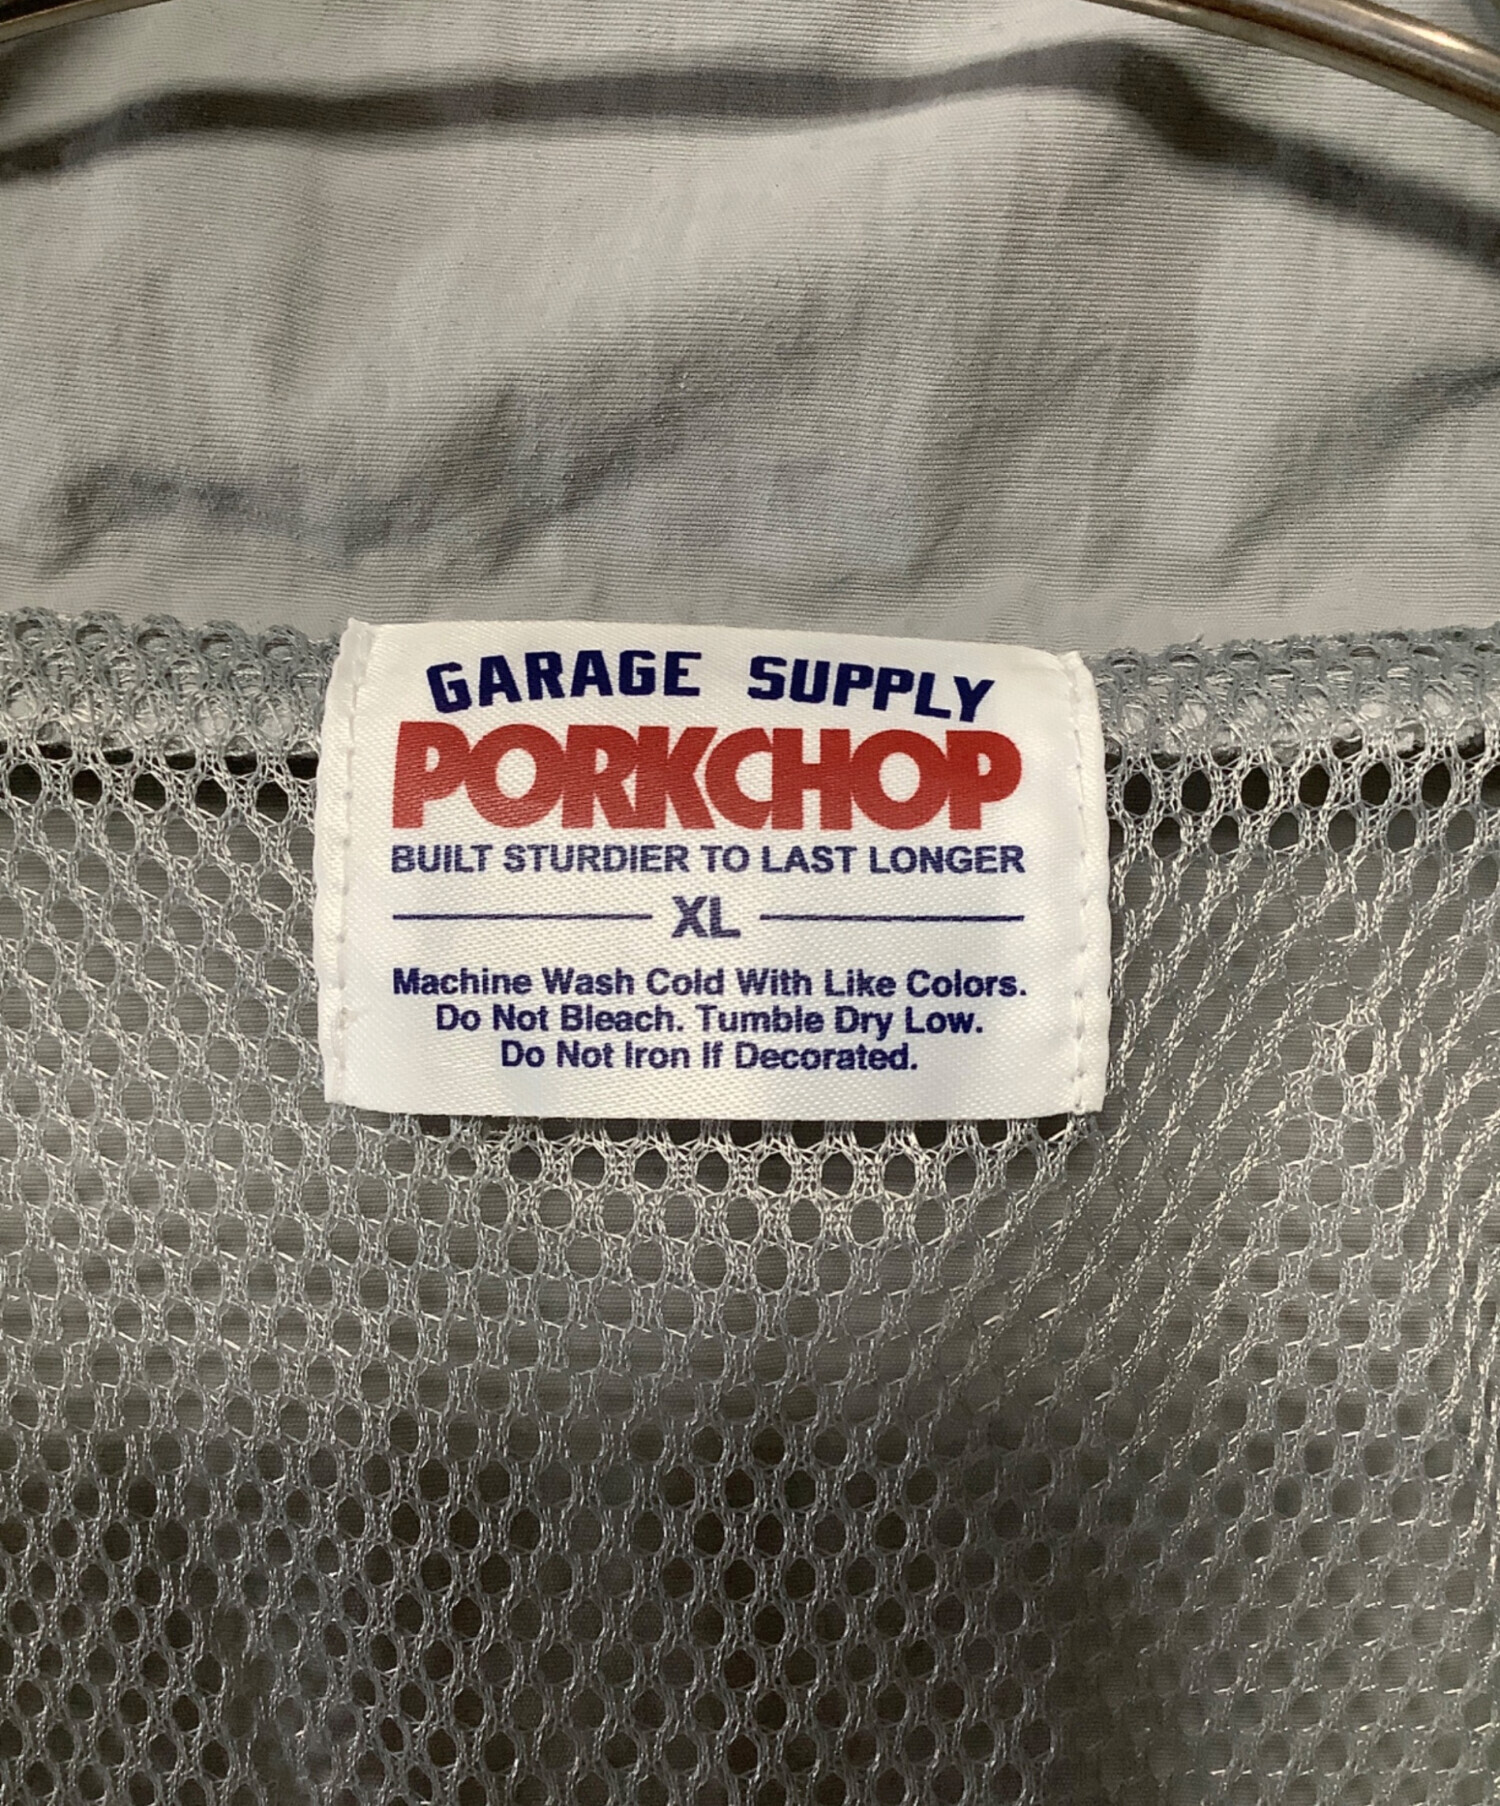 GARAGE SUPPLY
PORKCHOP
BUILT STURDIER TO LAST LONGER
XL
Machine Wash Cold With Like Colors.
Do Not Bleach. Tumble Dry Low.
Do Not Iron If Decorated.